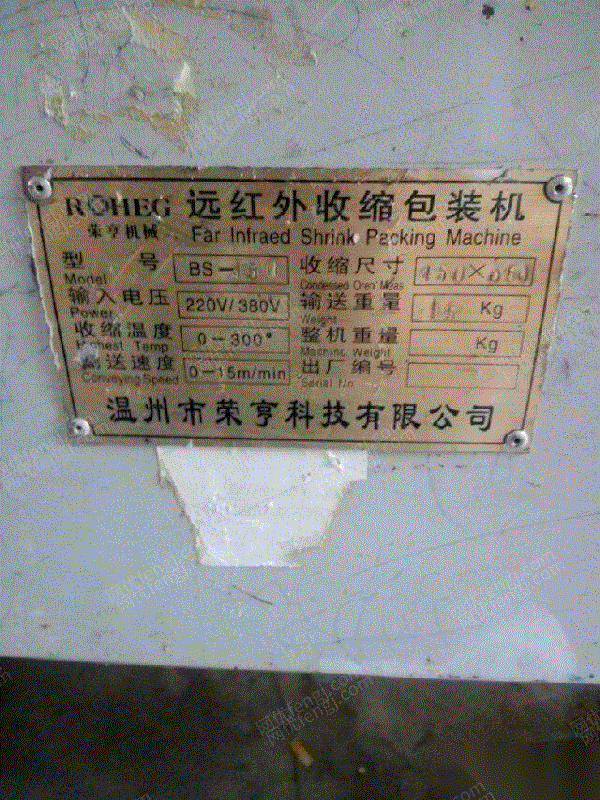 ROHEG 远红外收缩包装机
荣亨机械 Far Infraed Shrink Packing Machine
型号 BS- 收缩尺寸
Model Condensed Oren Meas
输入电压 220V/380V 输送重量 Kg
Power Weight
收缩温度 0-300° 整机重量 Kg
Highest Temp Machine Weight
输送速度 0-15m/min 出厂编号
Conveying Speed Serial No
温州市荣亨科技有限公司